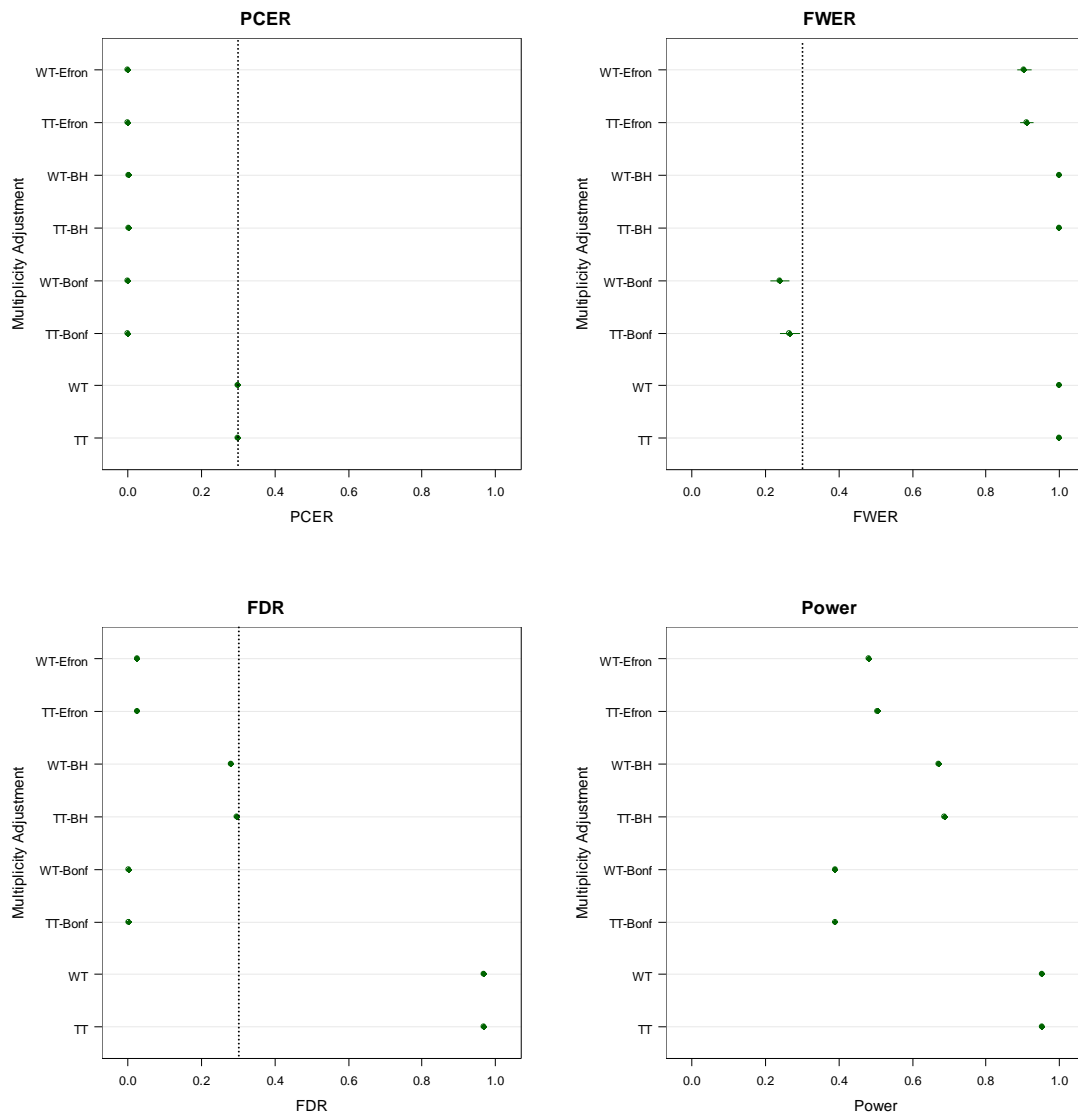 PCER
Multiplicity Adjustment
WT-Efron
TT-Efron
WT-BH
TT-BH
WT-Bonf
TT-Bonf
WT
TT
0.0 0.2 0.4 0.6 0.8 1.0
PCER
FWER
Multiplicity Adjustment
WT-Efron
TT-Efron
WT-BH
TT-BH
WT-Bonf
TT-Bonf
WT
TT
0.0 0.2 0.4 0.6 0.8 1.0
FWER
FDR
Multiplicity Adjustment
WT-Efron
TT-Efron
WT-BH
TT-BH
WT-Bonf
TT-Bonf
WT
TT
0.0 0.2 0.4 0.6 0.8 1.0
FDR
Power
Multiplicity Adjustment
WT-Efron
TT-Efron
WT-BH
TT-BH
WT-Bonf
TT-Bonf
WT
TT
0.0 0.2 0.4 0.6 0.8 1.0
Power